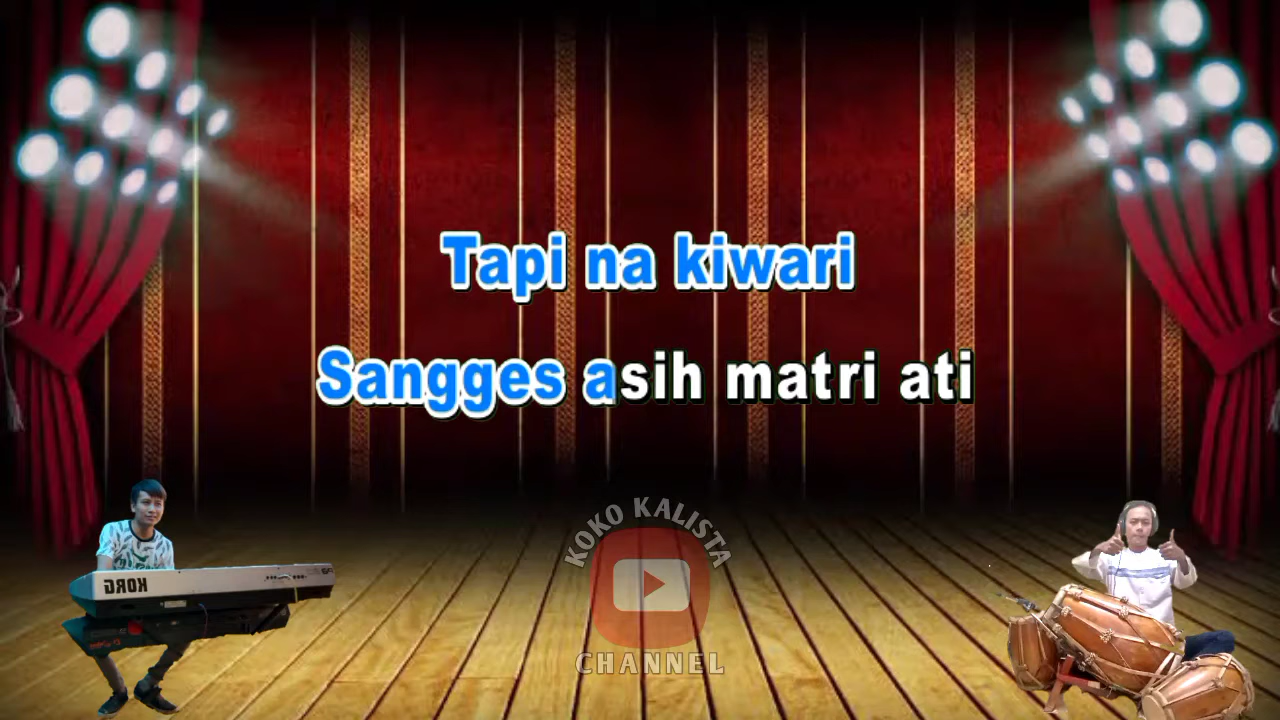 Tapi na kiwari
Sangges asih matri ati
KOKO KALISTA
CHANNEL
KORG